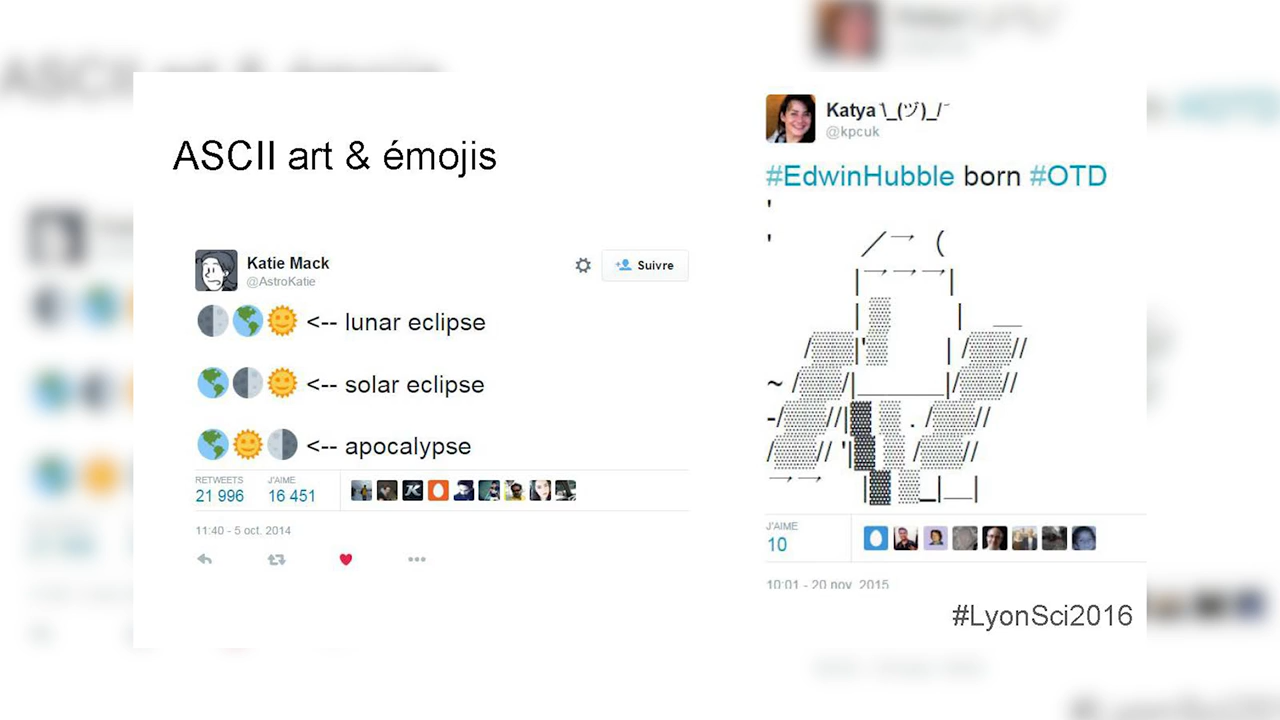 ASCII art & émojis
Katie Mack
@AstroKatie
Suivre
<-- lunar eclipse
<-- solar eclipse
<-- apocalypse
RETWEETS J'AIME
21 996 16 451
11:40 - 5 oct. 2014
Katya ¯\_(ヅ)_/¯
@kpcuk
#EdwinHubble born #OTD
J'AIME
10
10:01 - 20 nov. 2015
#LyonSci2016